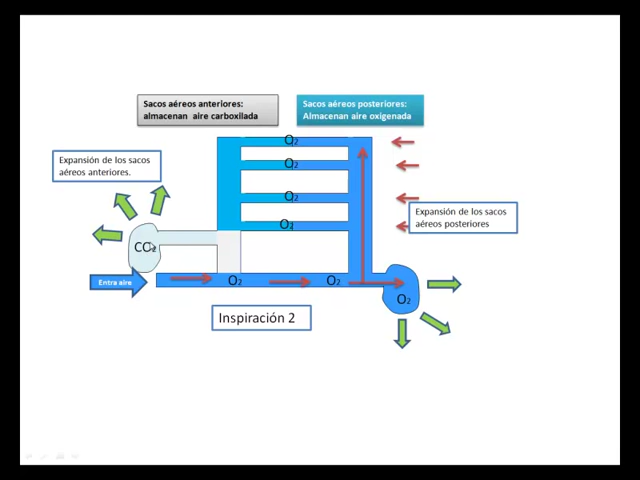 Sacos aéreos anteriores:
almacenan aire carboxilada
Sacos aéreos posteriores:
Almacenan aire oxigenada
O2
Expansión de los sacos
aéreos anteriores.
O2
O2
Expansión de los sacos
aéreos posteriores
O2
CO2
Entra aire
O2
O2
O2
Inspiración 2